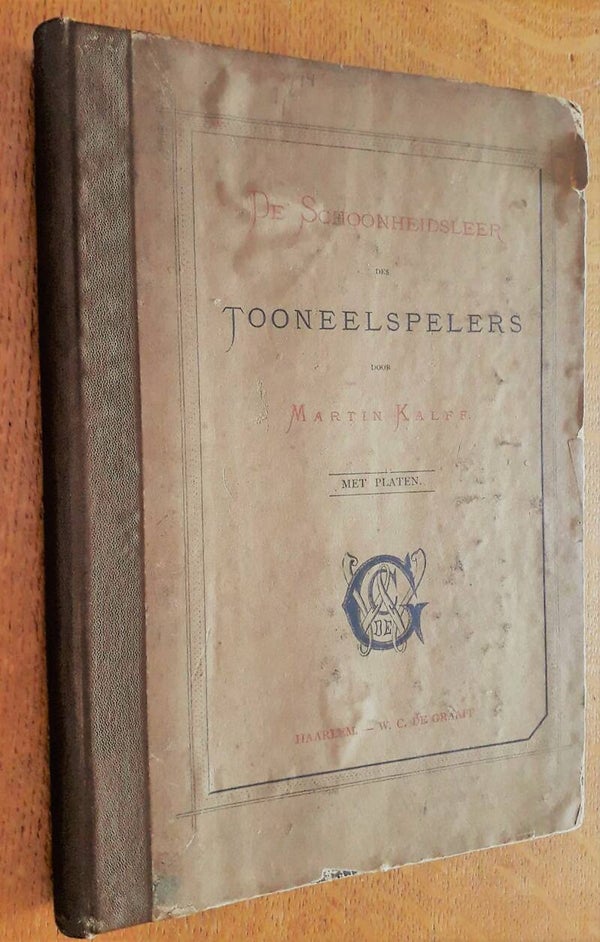 De Schoonheidsleer
DES
TOONEELSPELERS
DOOR
MARTIN KALFF.
MET PLATEN.
W C G
DE
HAARLEM. — W. C. DE GRAAFF